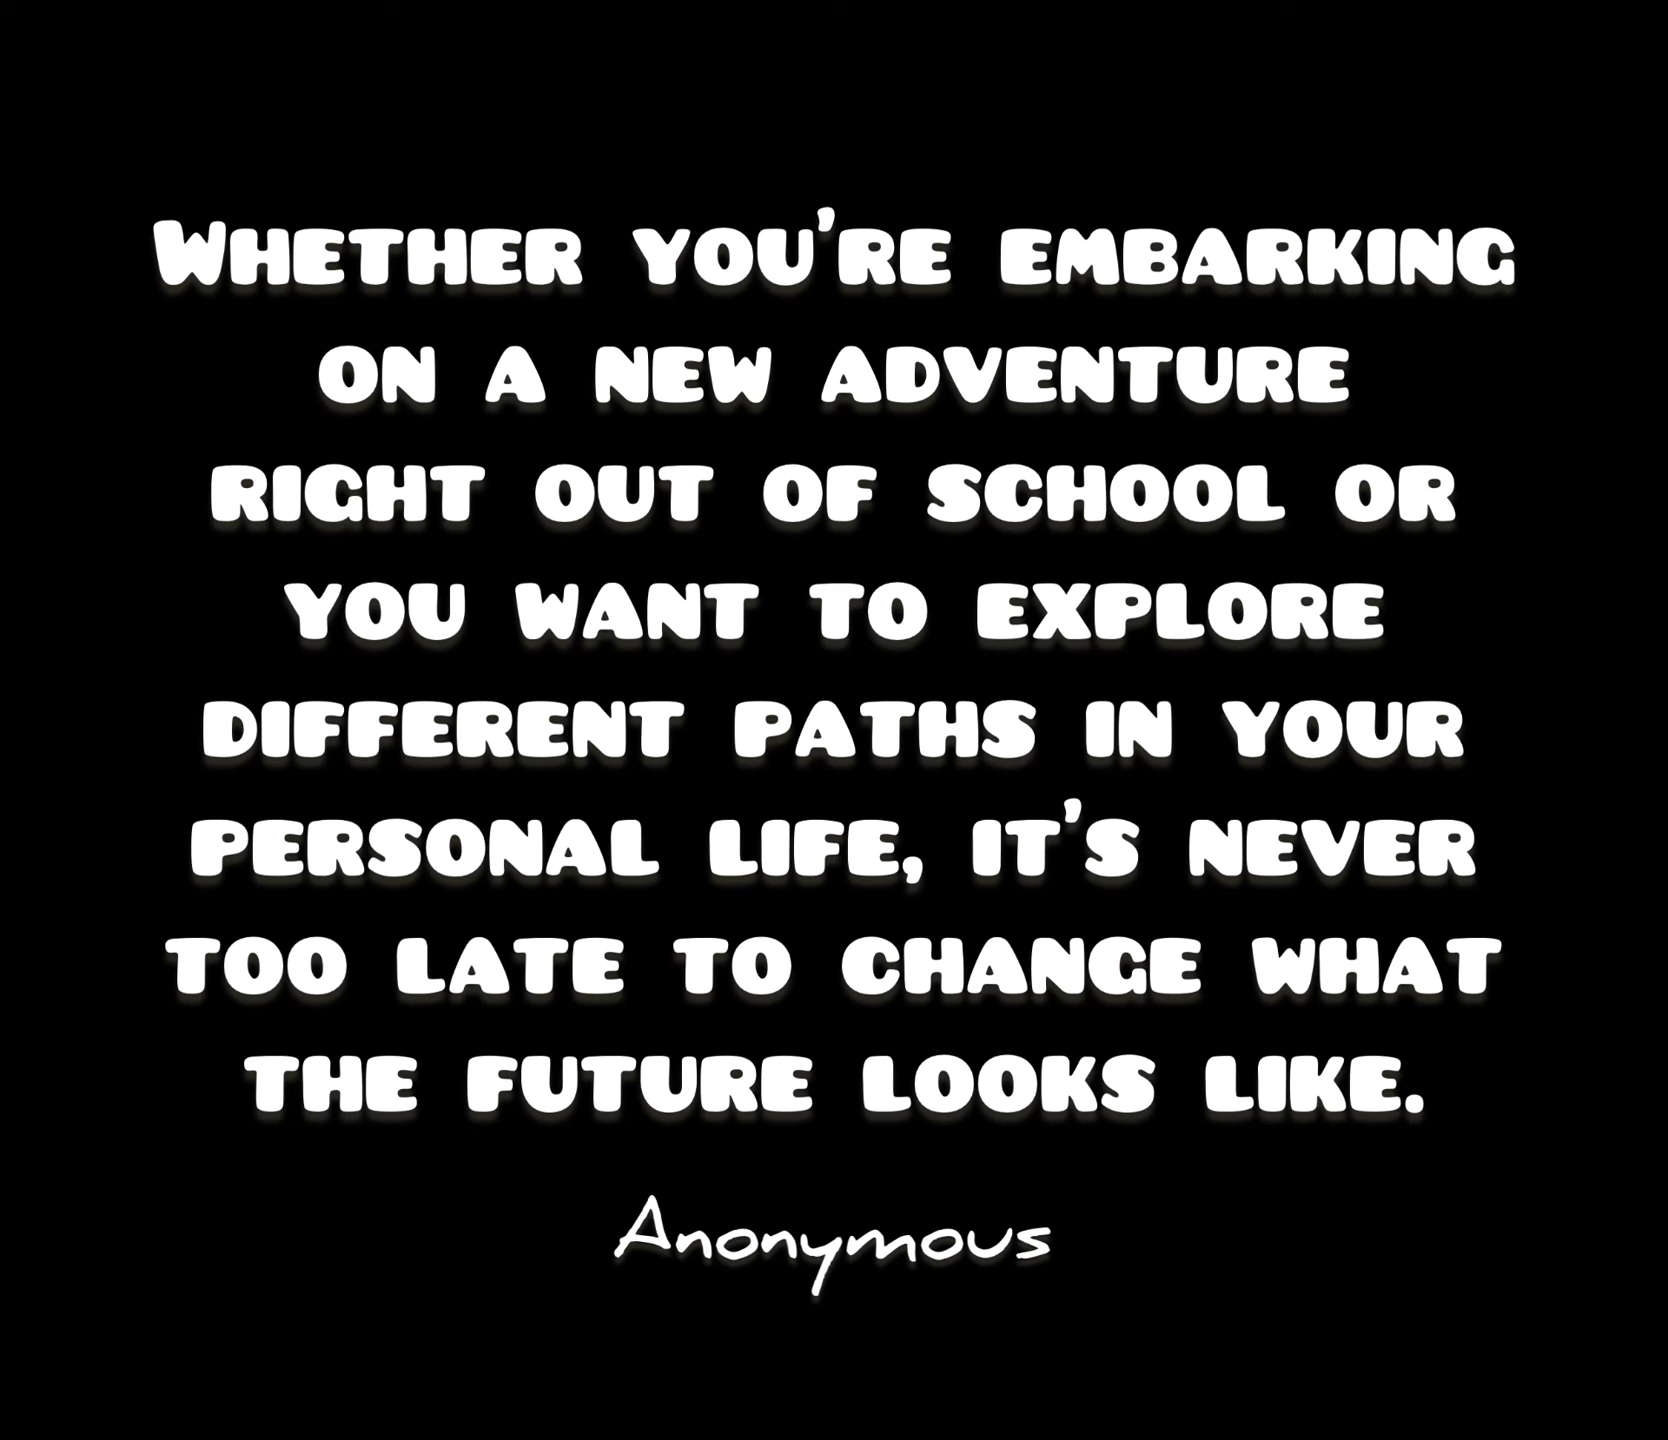 Whether you're embarking
on a new adventure
right out of school or
you want to explore
different paths in your
personal life, it's never
too late to change what
the future looks like.
Anonymous